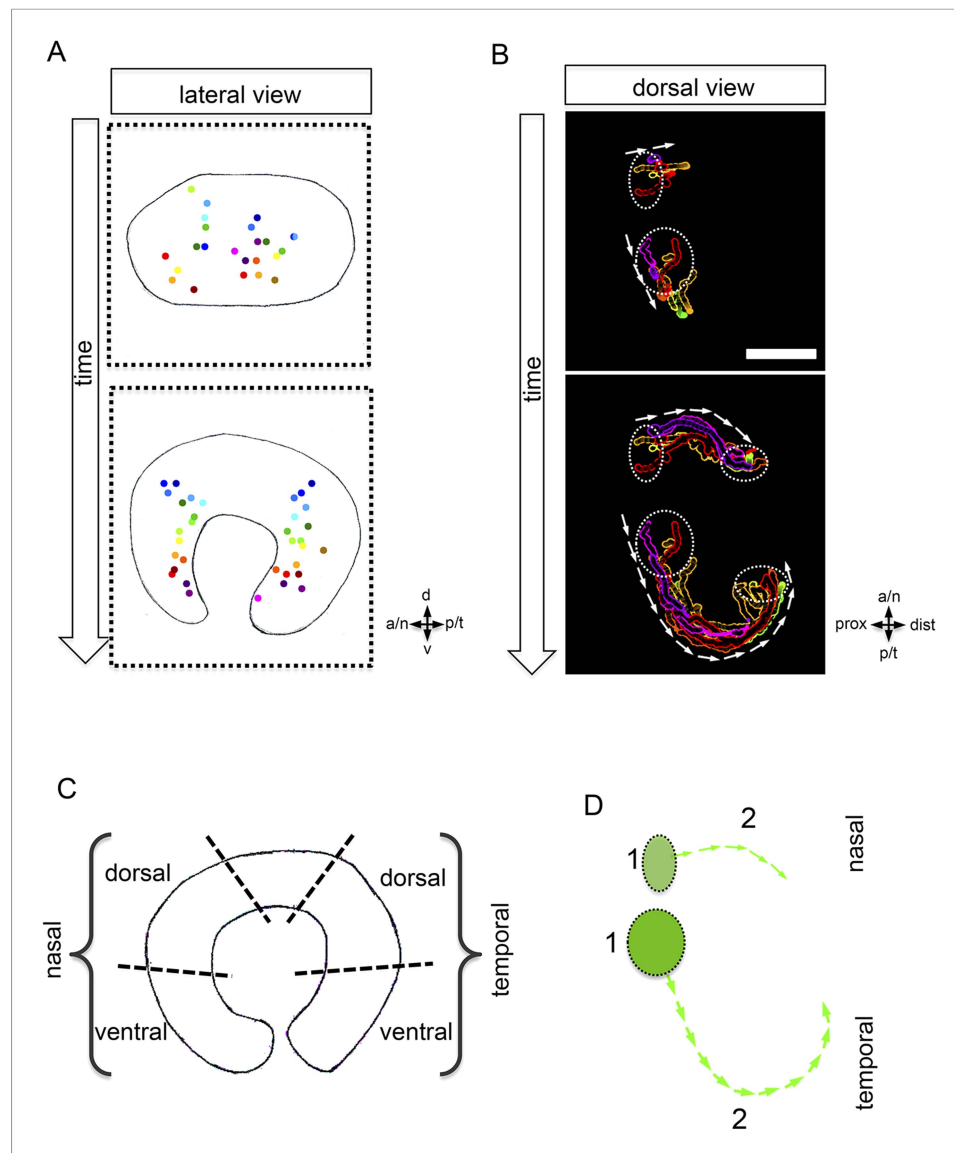 A
lateral view
time
d
a/n
p/t
v
B
dorsal view
time
a/n
prox
dist
p/t
C
dorsal
dorsal
nasal
temporal
ventral
ventral
D
2
1
nasal
1
temporal
2